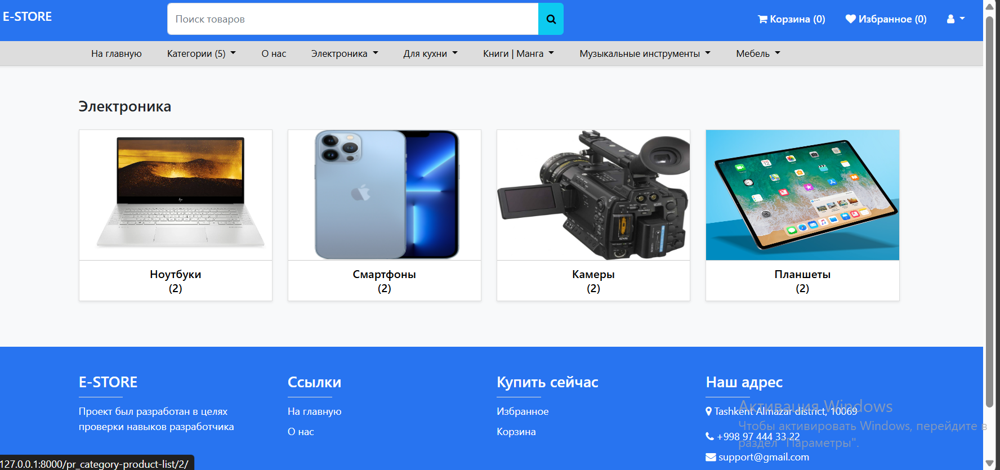 E-STORE
Поиск товаров
Корзина (0)
Избранное (0)
На главную
Категории (5)
О нас
Электроника
Для кухни
Книги | Манга
Музыкальные инструменты
Мебель
Электроника
Ноутбуки
(2)
Смартфоны
(2)
Камеры
(2)
Планшеты
(2)
E-STORE
Проект был разработан в целях
проверки навыков разработчика
Ссылки
На главную
О нас
Купить сейчас
Избранное
Корзина
Наш адрес
Tashkent Almazar district, 10069
+998 97 444 33 22
support@gmail.com
Активация Windows
Чтобы активировать Windows, перейдите в
раздел "Параметры".
127.0.0.1:8000/pr_category-product-list/2/